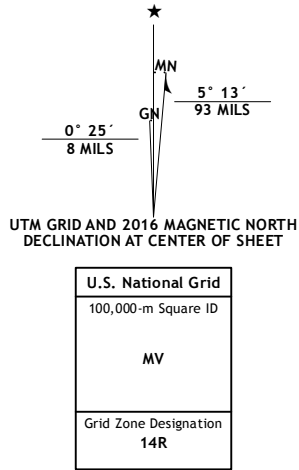 ★
MN
5° 13´
93 MILS
GN
0° 25´
8 MILS
UTM GRID AND 2016 MAGNETIC NORTH
DECLINATION AT CENTER OF SHEET
U.S. National Grid
100,000-m Square ID
MV
Grid Zone Designation
14R